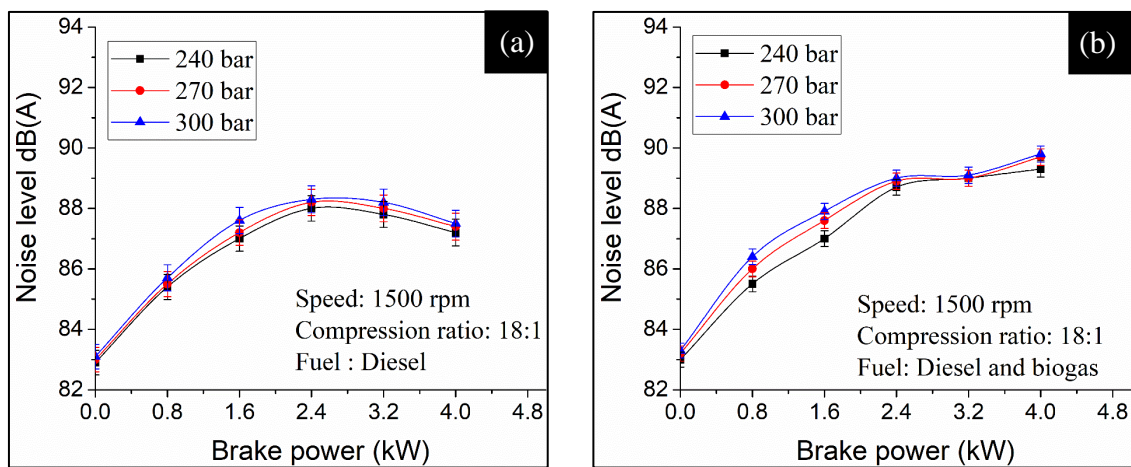 (a)
94
92
90
88
86
84
82
Noise level dB(A)
240 bar
270 bar
300 bar
Speed: 1500 rpm
Compression ratio: 18:1
Fuel : Diesel
0.0 0.8 1.6 2.4 3.2 4.0 4.8
Brake power (kW)
(b)
94
92
90
88
86
84
82
Noise level dB(A)
240 bar
270 bar
300 bar
Speed: 1500 rpm
Compression ratio: 18:1
Fuel: Diesel and biogas
0.0 0.8 1.6 2.4 3.2 4.0 4.8
Brake power (kW)